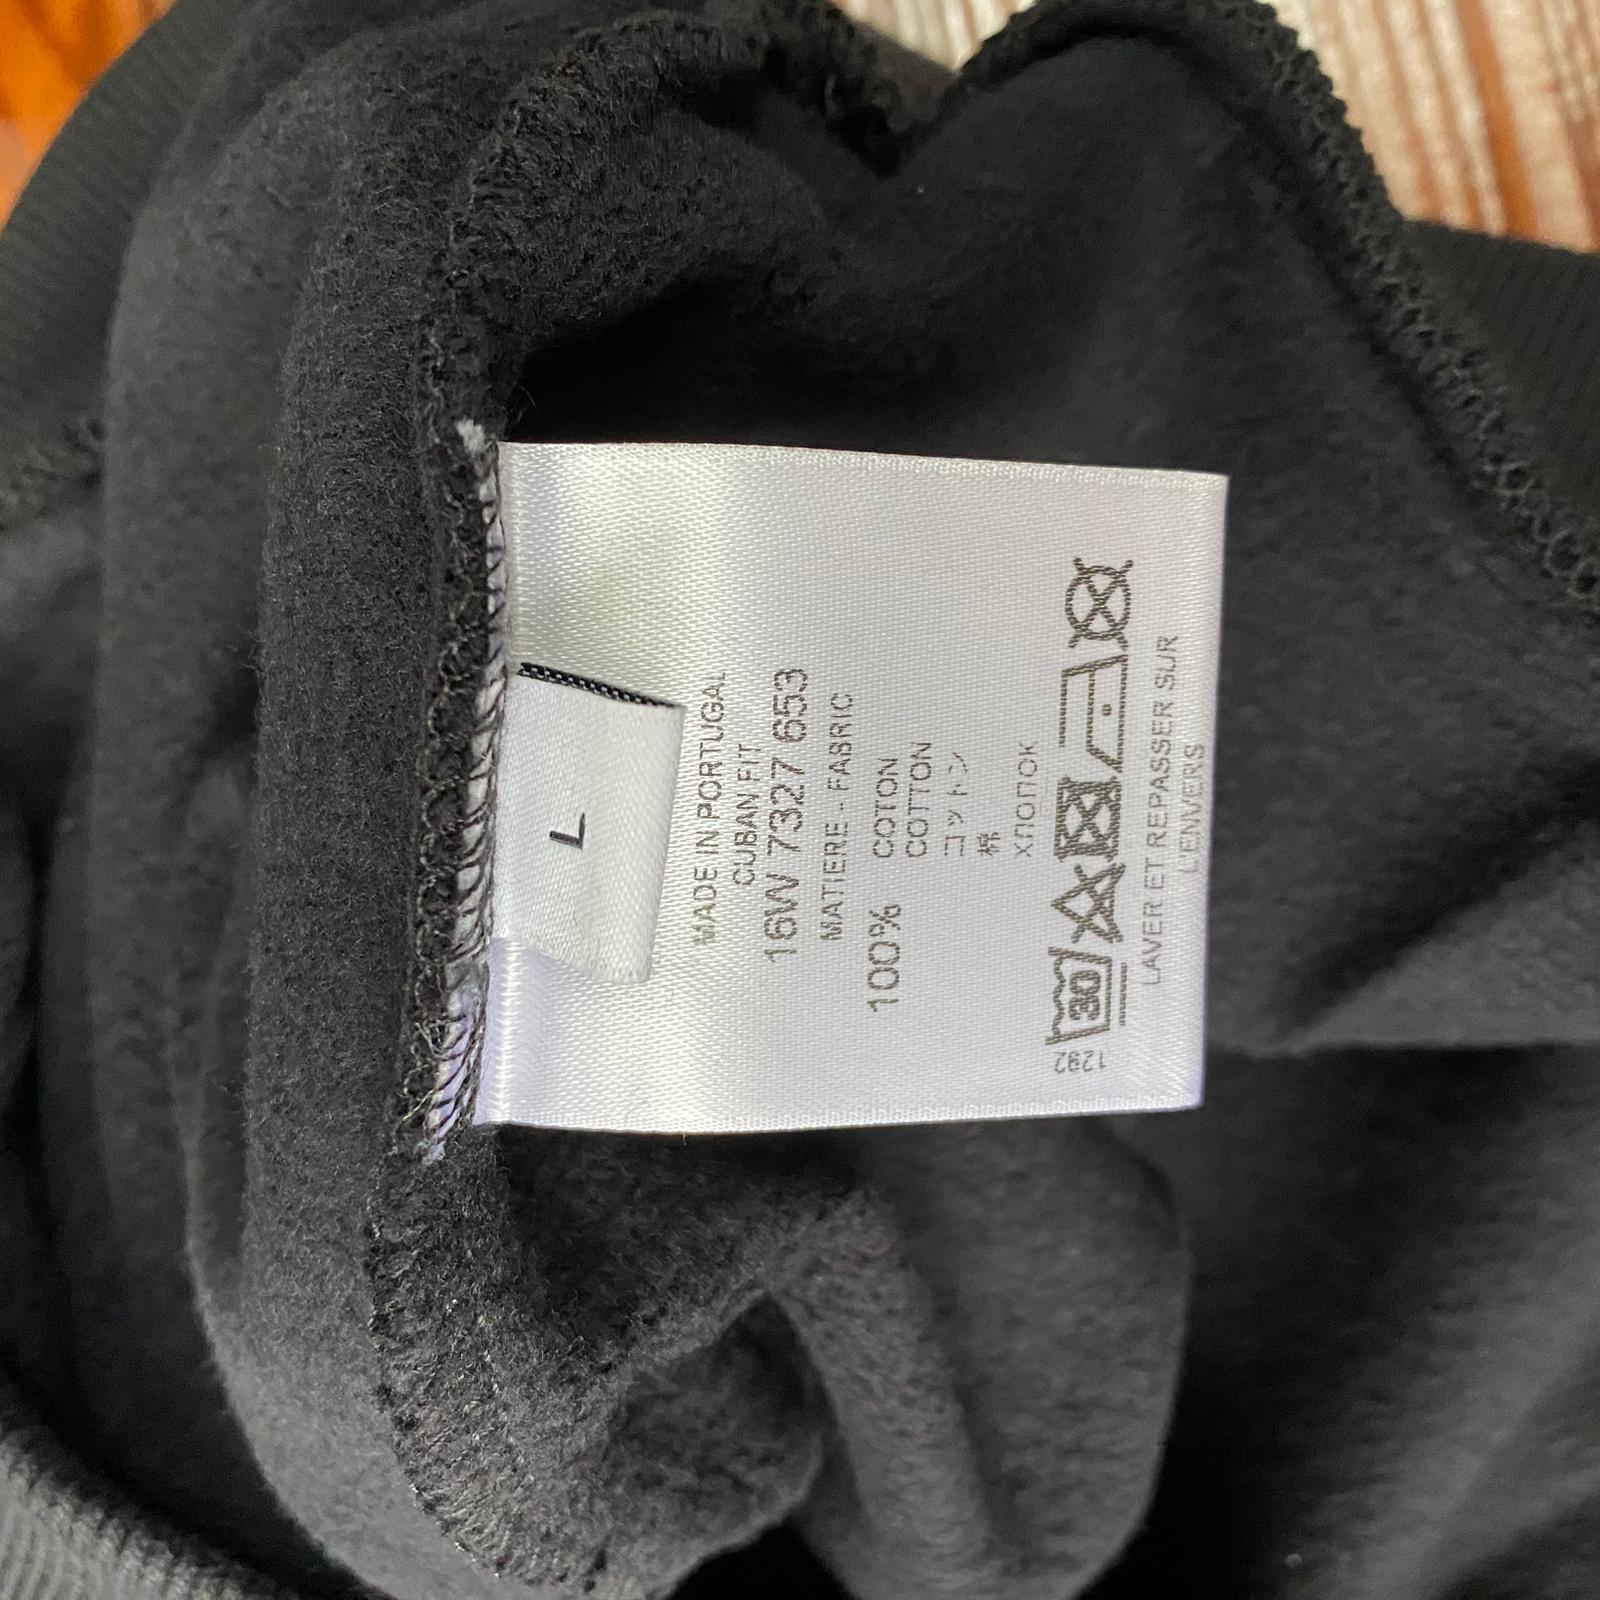 L
MADE IN PORTUGAL
CUBAN FIT
16W 7327 653
MATIERE - FABRIC
100% COTON
COTTON
コットン
棉
ХЛОПОК
30
LAVER ET REPASSER SUR
L'ENVERS
1292